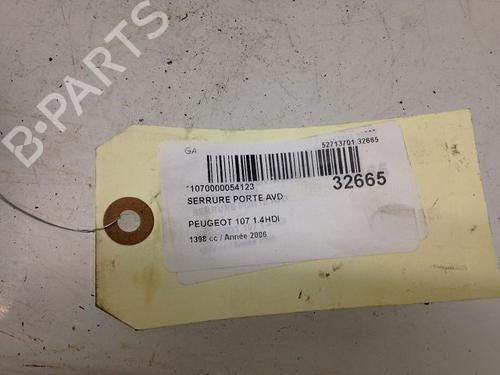 B-PARTS
GA
52713701 32665
*1070000054123
32665
SERRURE PORTE AVD
PEUGEOT 107 1.4HDi
1398 cc / Année 2006